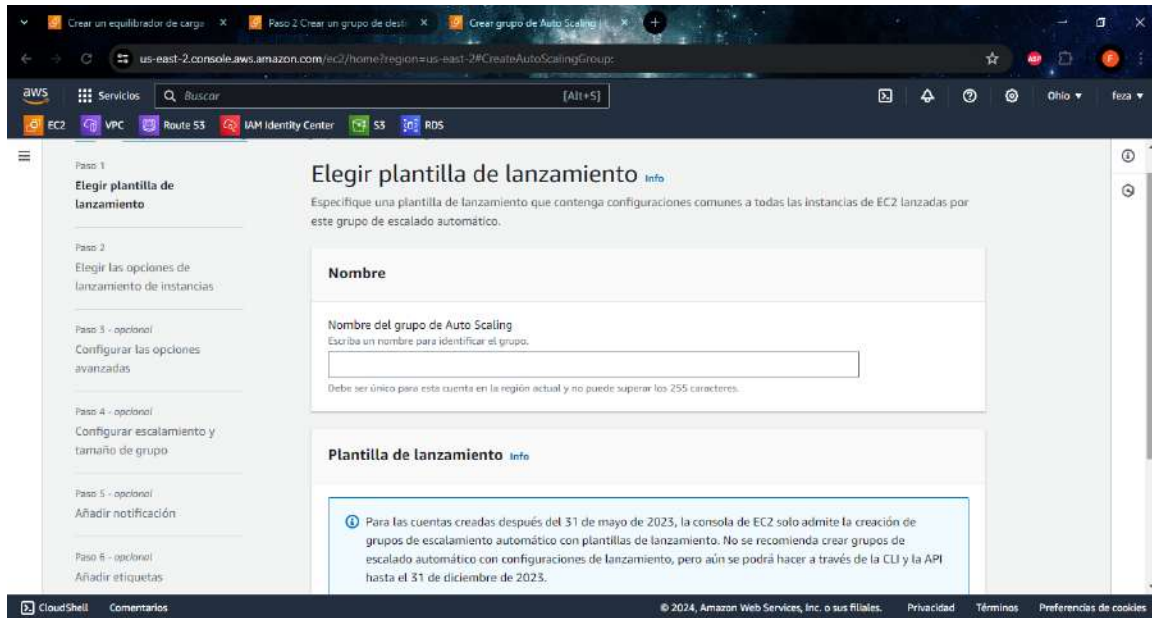 Crear un equilibrador de carga
Paso 2 Crear un grupo de desti
Crear grupo de Auto Scaling |
us-east-2.console.aws.amazon.com/ec2/home?region=us-east-2#CreateAutoScalingGroup:
ASP
F
aws
Servicios
Buscar
[Alt+S]
Ohio
feza
EC2
VPC
Route 53
IAM Identity Center
S3
RDS
Paso 1
Elegir plantilla de
lanzamiento
Paso 2
Elegir las opciones de
lanzamiento de instancias
Paso 3 - opcional
Configurar las opciones
avanzadas
Paso 4 - opcional
Configurar escalamiento y
tamaño de grupo
Paso 5 - opcional
Añadir notificación
Paso 6 - opcional
Añadir etiquetas
Elegir plantilla de lanzamiento Info
Especifique una plantilla de lanzamiento que contenga configuraciones comunes a todas las instancias de EC2 lanzadas por
este grupo de escalado automático.
Nombre
Nombre del grupo de Auto Scaling
Escriba un nombre para identificar el grupo.
Debe ser único para esta cuenta en la región actual y no puede superar los 255 caracteres.
Plantilla de lanzamiento Info
Para las cuentas creadas después del 31 de mayo de 2023, la consola de EC2 solo admite la creación de
grupos de escalamiento automático con plantillas de lanzamiento. No se recomienda crear grupos de
escalado automático con configuraciones de lanzamiento, pero aún se podrá hacer a través de la CLI y la API
hasta el 31 de diciembre de 2023.
CloudShell
Comentarios
© 2024, Amazon Web Services, Inc. o sus filiales.
Privacidad
Términos
Preferencias de cookies